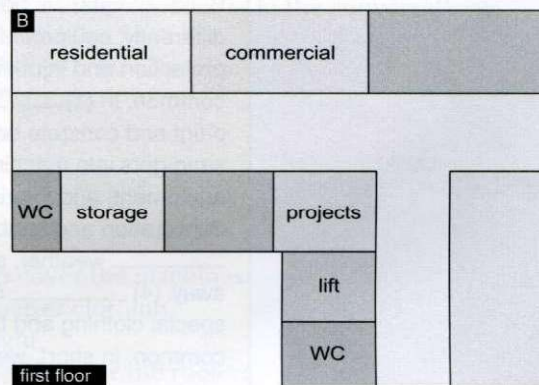 B
residential commercial
WC storage projects
lift
WC
first floor